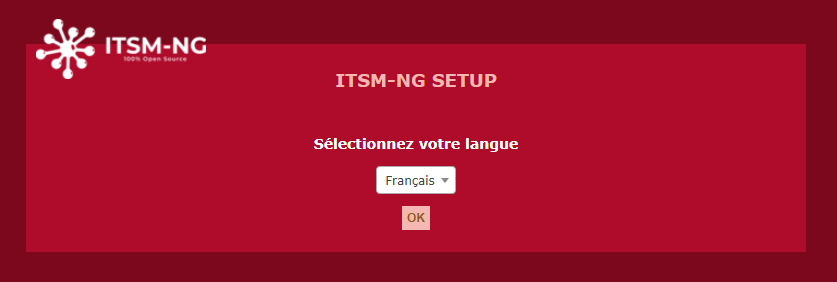 ITSM-NG
100% Open Source
ITSM-NG SETUP
Sélectionnez votre langue
Français
OK